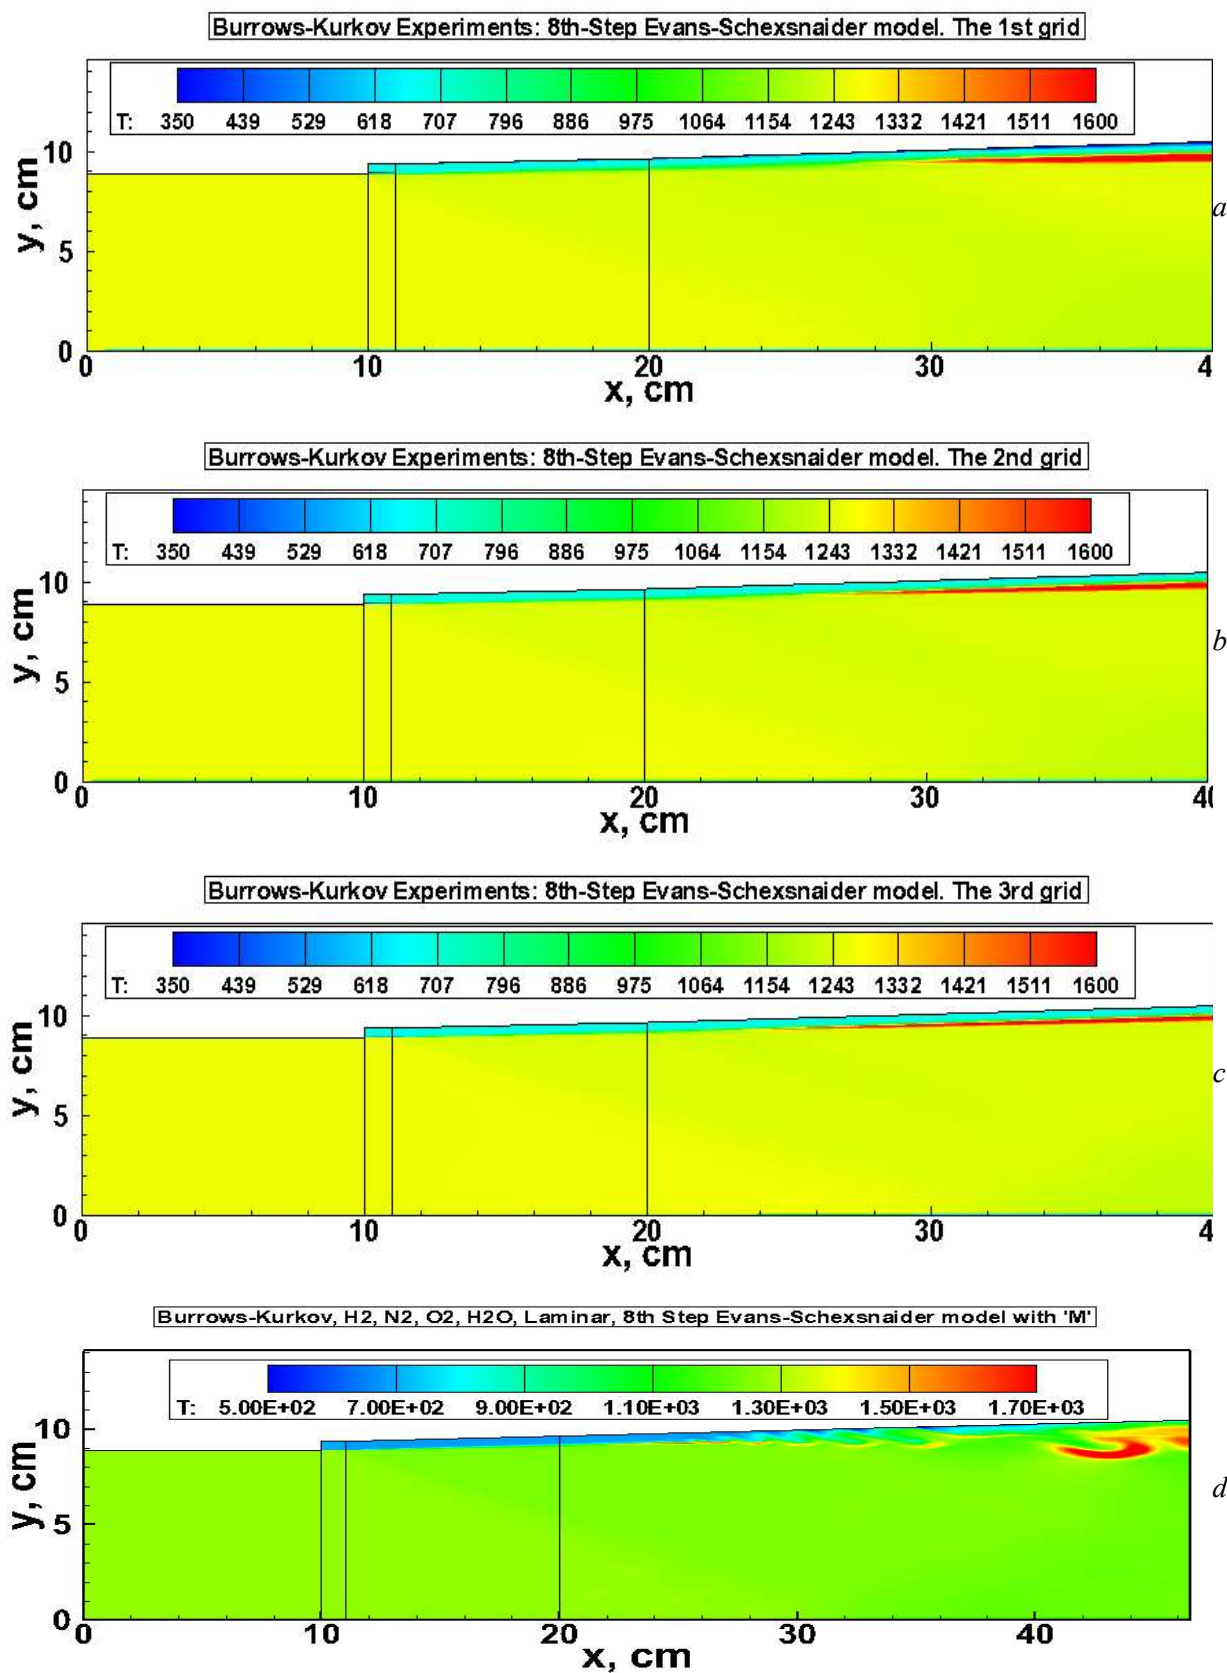 Burrows-Kurkov Experiments: 8th-Step Evans-Schexsnaider model. The 1st grid
T: 350 439 529 618 707 796 886 975 1064 1154 1243 1332 1421 1511 1600
10
5
0
y, cm
a
0 10 20 30 4
x, cm
Burrows-Kurkov Experiments: 8th-Step Evans-Schexsnaider model. The 2nd grid
T: 350 439 529 618 707 796 886 975 1064 1154 1243 1332 1421 1511 1600
10
5
0
y, cm
b
0 10 20 30 40
x, cm
Burrows-Kurkov Experiments: 8th-Step Evans-Schexsnaider model. The 3rd grid
T: 350 439 529 618 707 796 886 975 1064 1154 1243 1332 1421 1511 1600
10
5
0
y, cm
c
0 10 20 30 4
x, cm
Burrows-Kurkov, H2, N2, O2, H2O, Laminar, 8th Step Evans-Schexsnaider model with 'M'
T: 5.00E+02 7.00E+02 9.00E+02 1.10E+03 1.30E+03 1.50E+03 1.70E+03
10
5
0
y, cm
d
0 10 20 30 40
x, cm